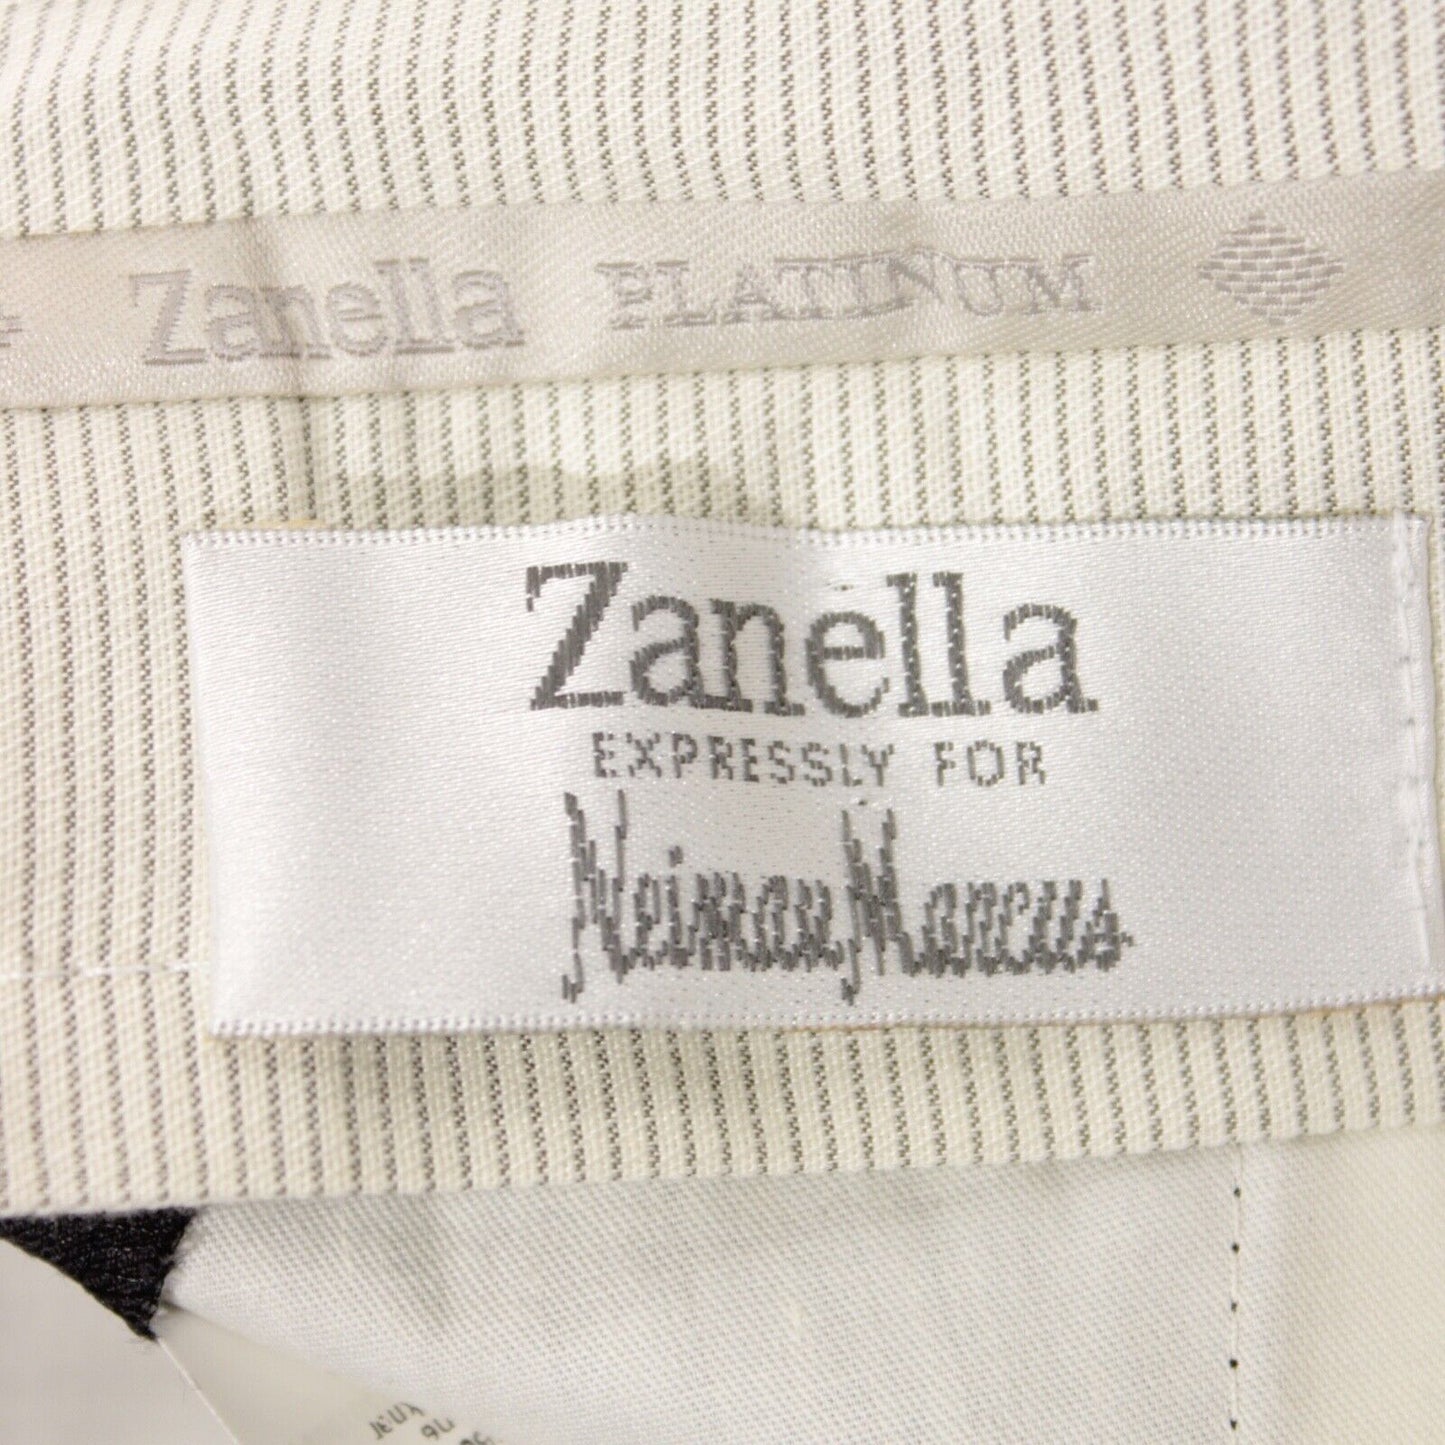 Zanella PLATINUM
Zanella
EXPRESSLY FOR
Neiman Marcus